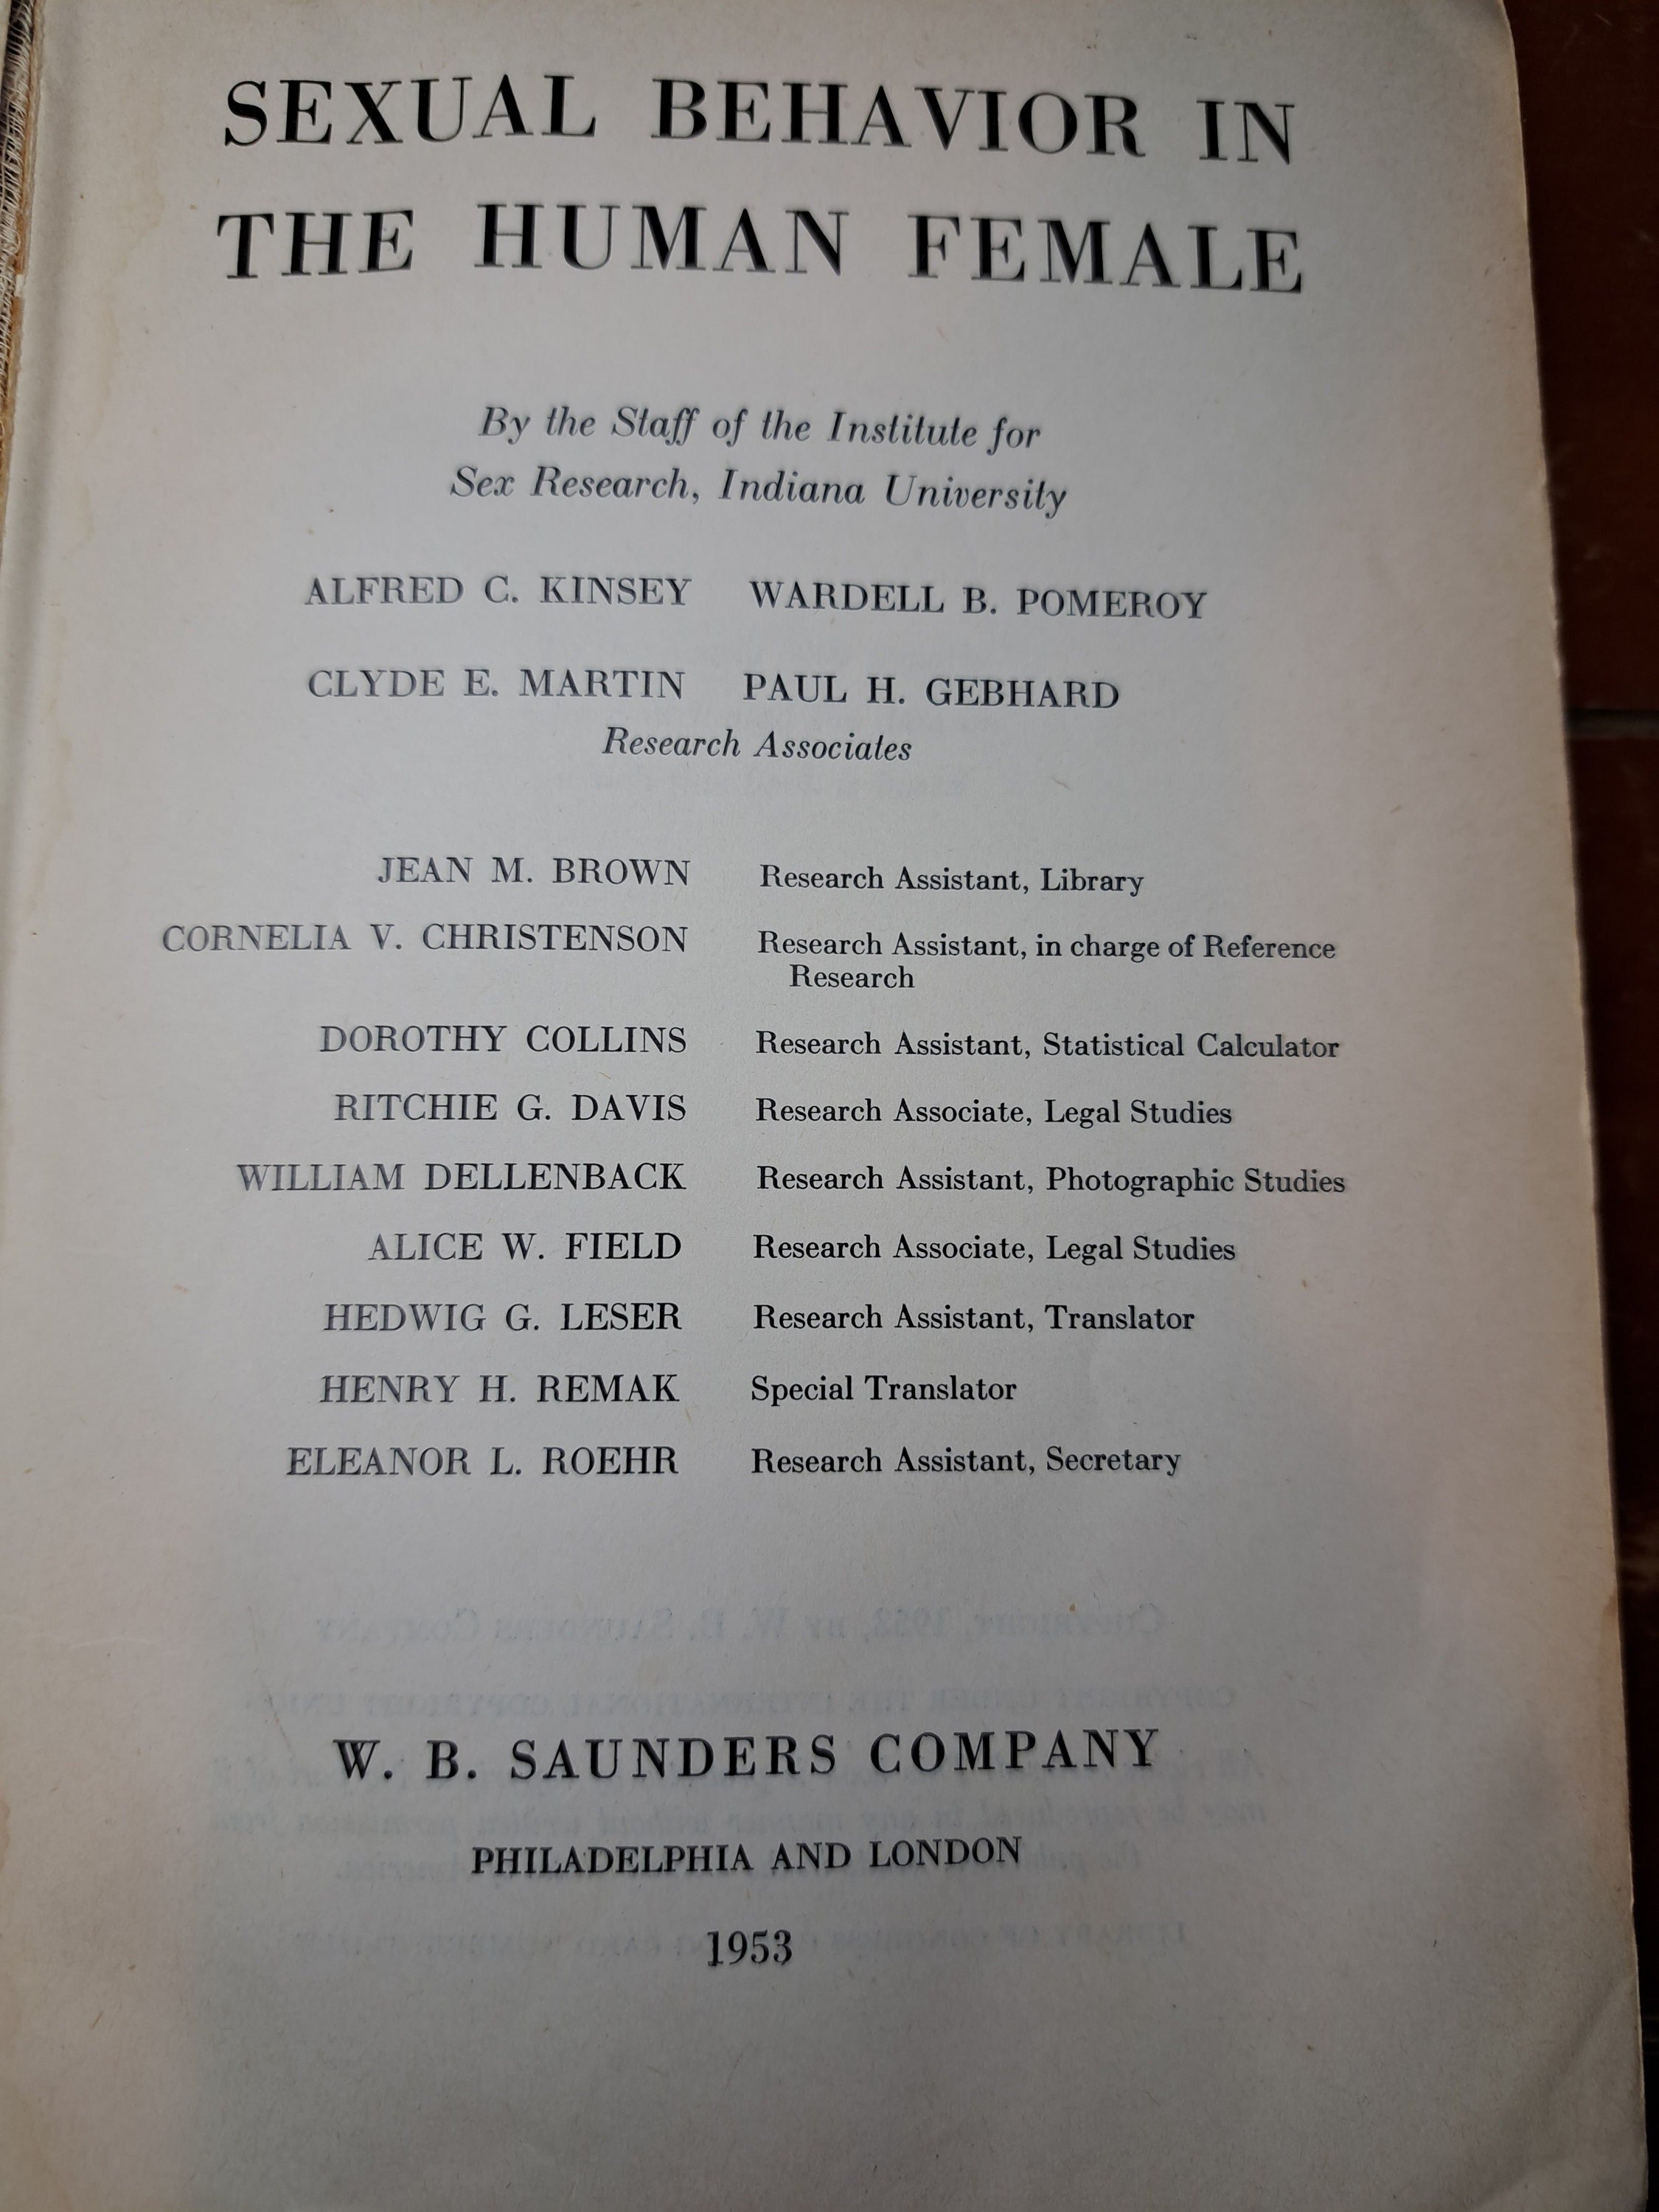 SEXUAL BEHAVIOR IN
THE HUMAN FEMALE
By the Staff of the Institute for
Sex Research, Indiana University
ALFRED C. KINSEY WARDELL B. POMEROY
CLYDE E. MARTIN PAUL H. GEBHARD
Research Associates
JEAN M. BROWN Research Assistant, Library
CORNELIA V. CHRISTENSON Research Assistant, in charge of Reference
Research
DOROTHY COLLINS Research Assistant, Statistical Calculator
RITCHIE G. DAVIS Research Associate, Legal Studies
WILLIAM DELLENBACK Research Assistant, Photographic Studies
ALICE W. FIELD Research Associate, Legal Studies
HEDWIG G. LESER Research Assistant, Translator
HENRY H. REMAK Special Translator
ELEANOR L. ROEHR Research Assistant, Secretary
W. B. SAUNDERS COMPANY
PHILADELPHIA AND LONDON
1953